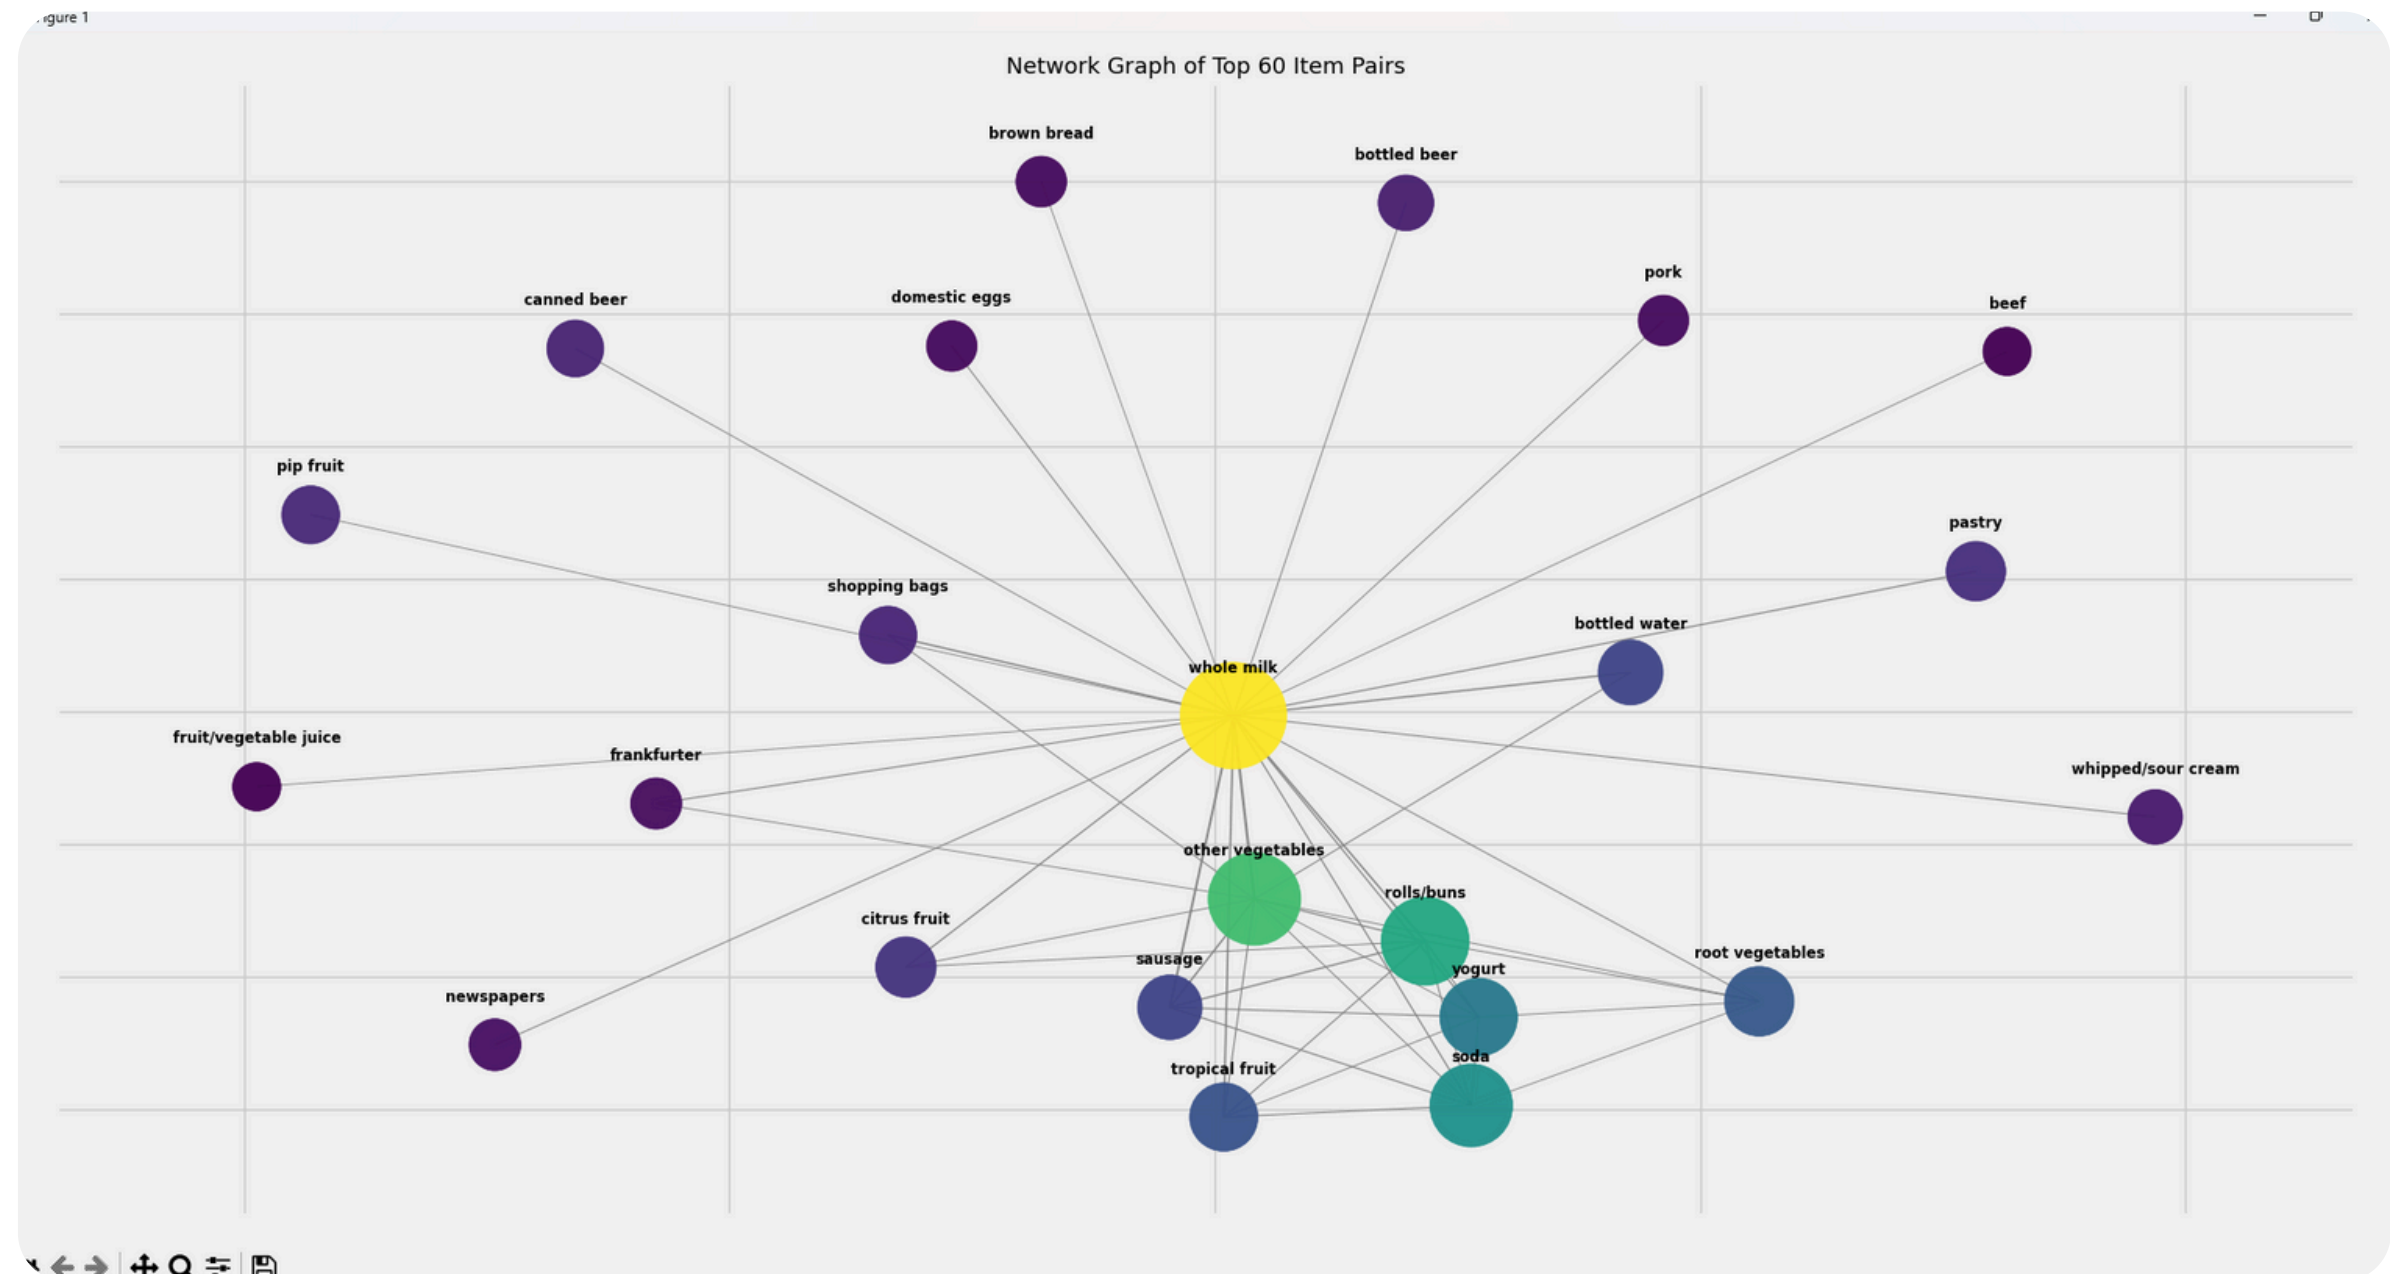 igure 1
Network Graph of Top 60 Item Pairs
brown bread
bottled beer
pork
canned beer
domestic eggs
beef
pip fruit
pastry
shopping bags
bottled water
whole milk
fruit/vegetable juice
frankfurter
whipped/sour cream
other vegetables
rolls/buns
citrus fruit
root vegetables
sausage
yogurt
newspapers
soda
tropical fruit